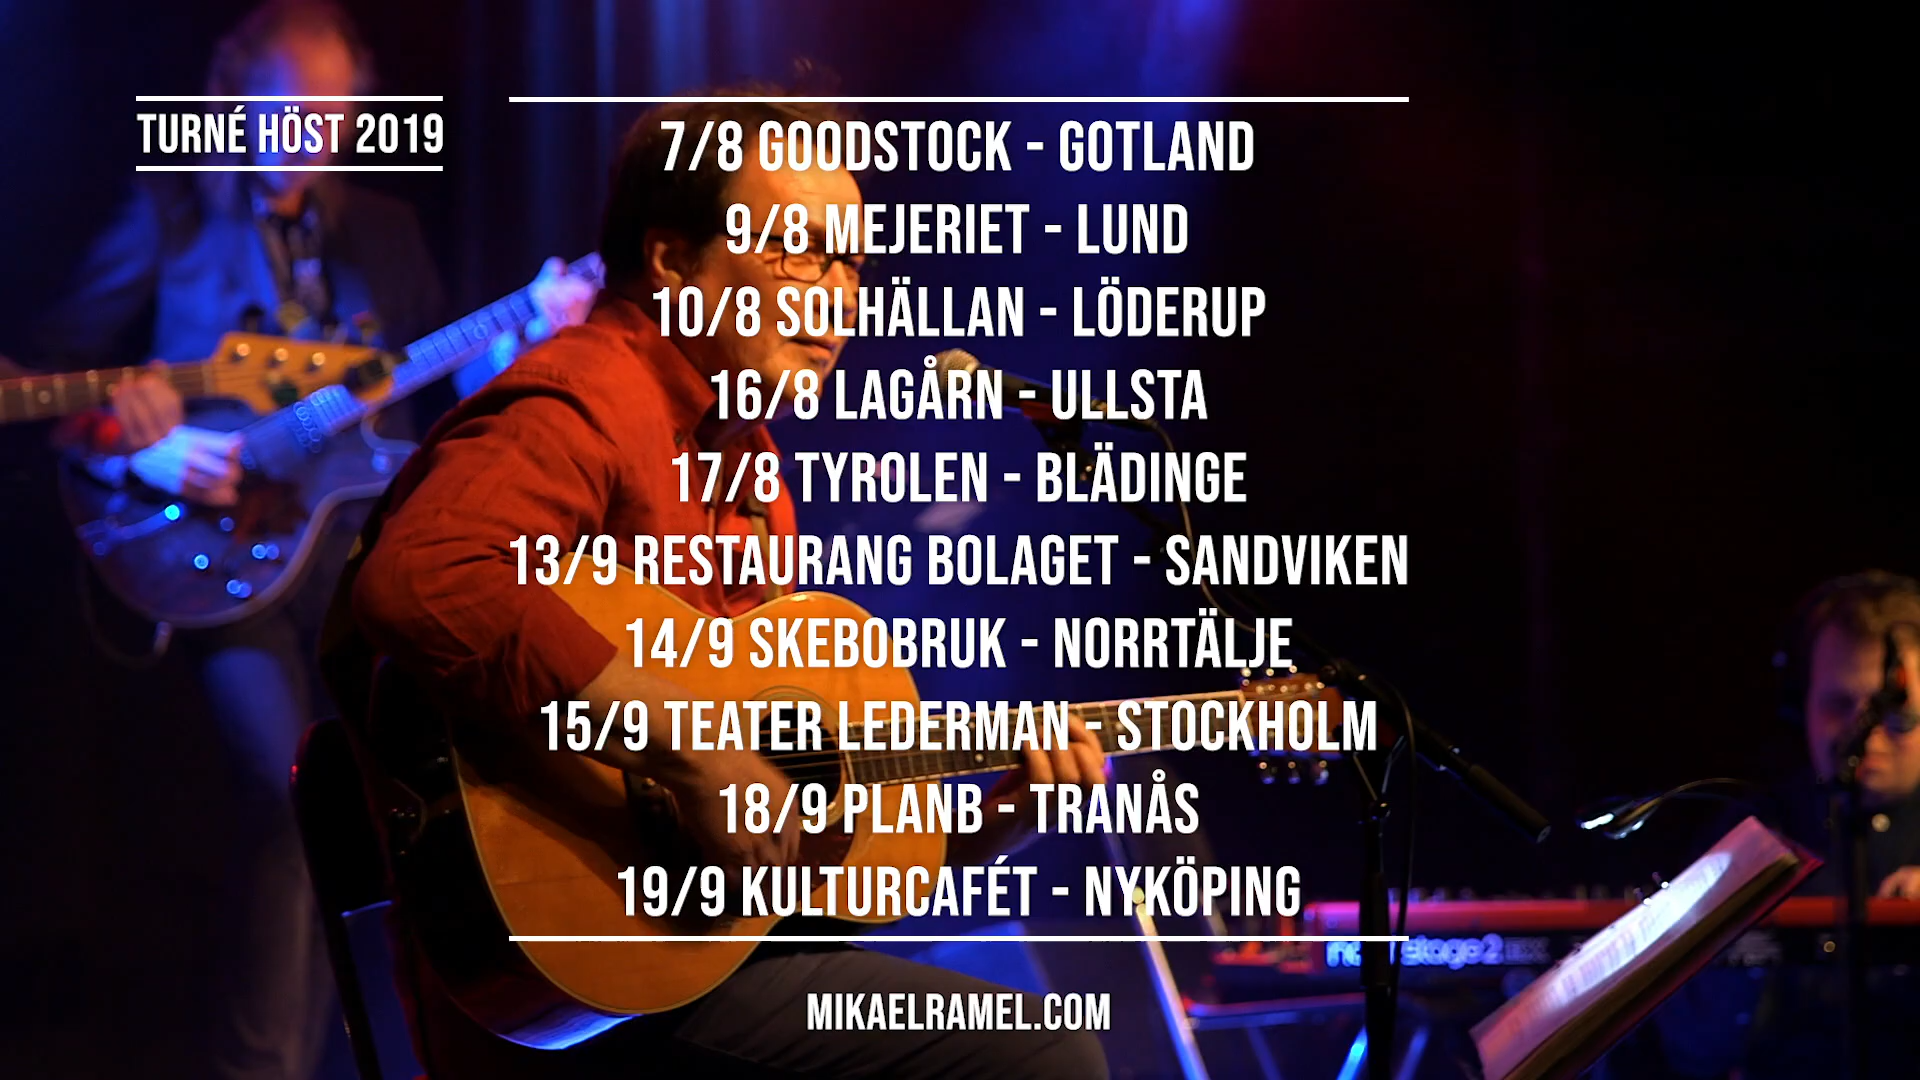 TURNÉ HÖST 2019
7/8 GOODSTOCK - GOTLAND
9/8 MEJERIET - LUND
10/8 SOLHÄLLAN - LÖDERUP
16/8 LAGÅRN - ULLSTA
17/8 TYROLEN - BLÄDINGE
13/9 RESTAURANG BOLAGET - SANDVIKEN
14/9 SKEBOBRUK - NORRTÄLJE
15/9 TEATER LEDERMAN - STOCKHOLM
18/9 PLANB - TRANÅS
19/9 KULTURCAFÉT - NYKÖPING
MIKAELRAMEL.COM
stage2